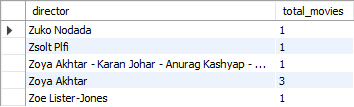 director total_movies
Zuko Nodada 1
Zsolt Plfi 1
Zoya Akhtar - Karan Johar - Anurag Kashyap - ... 1
Zoya Akhtar 3
Zoe Lister-Jones 1